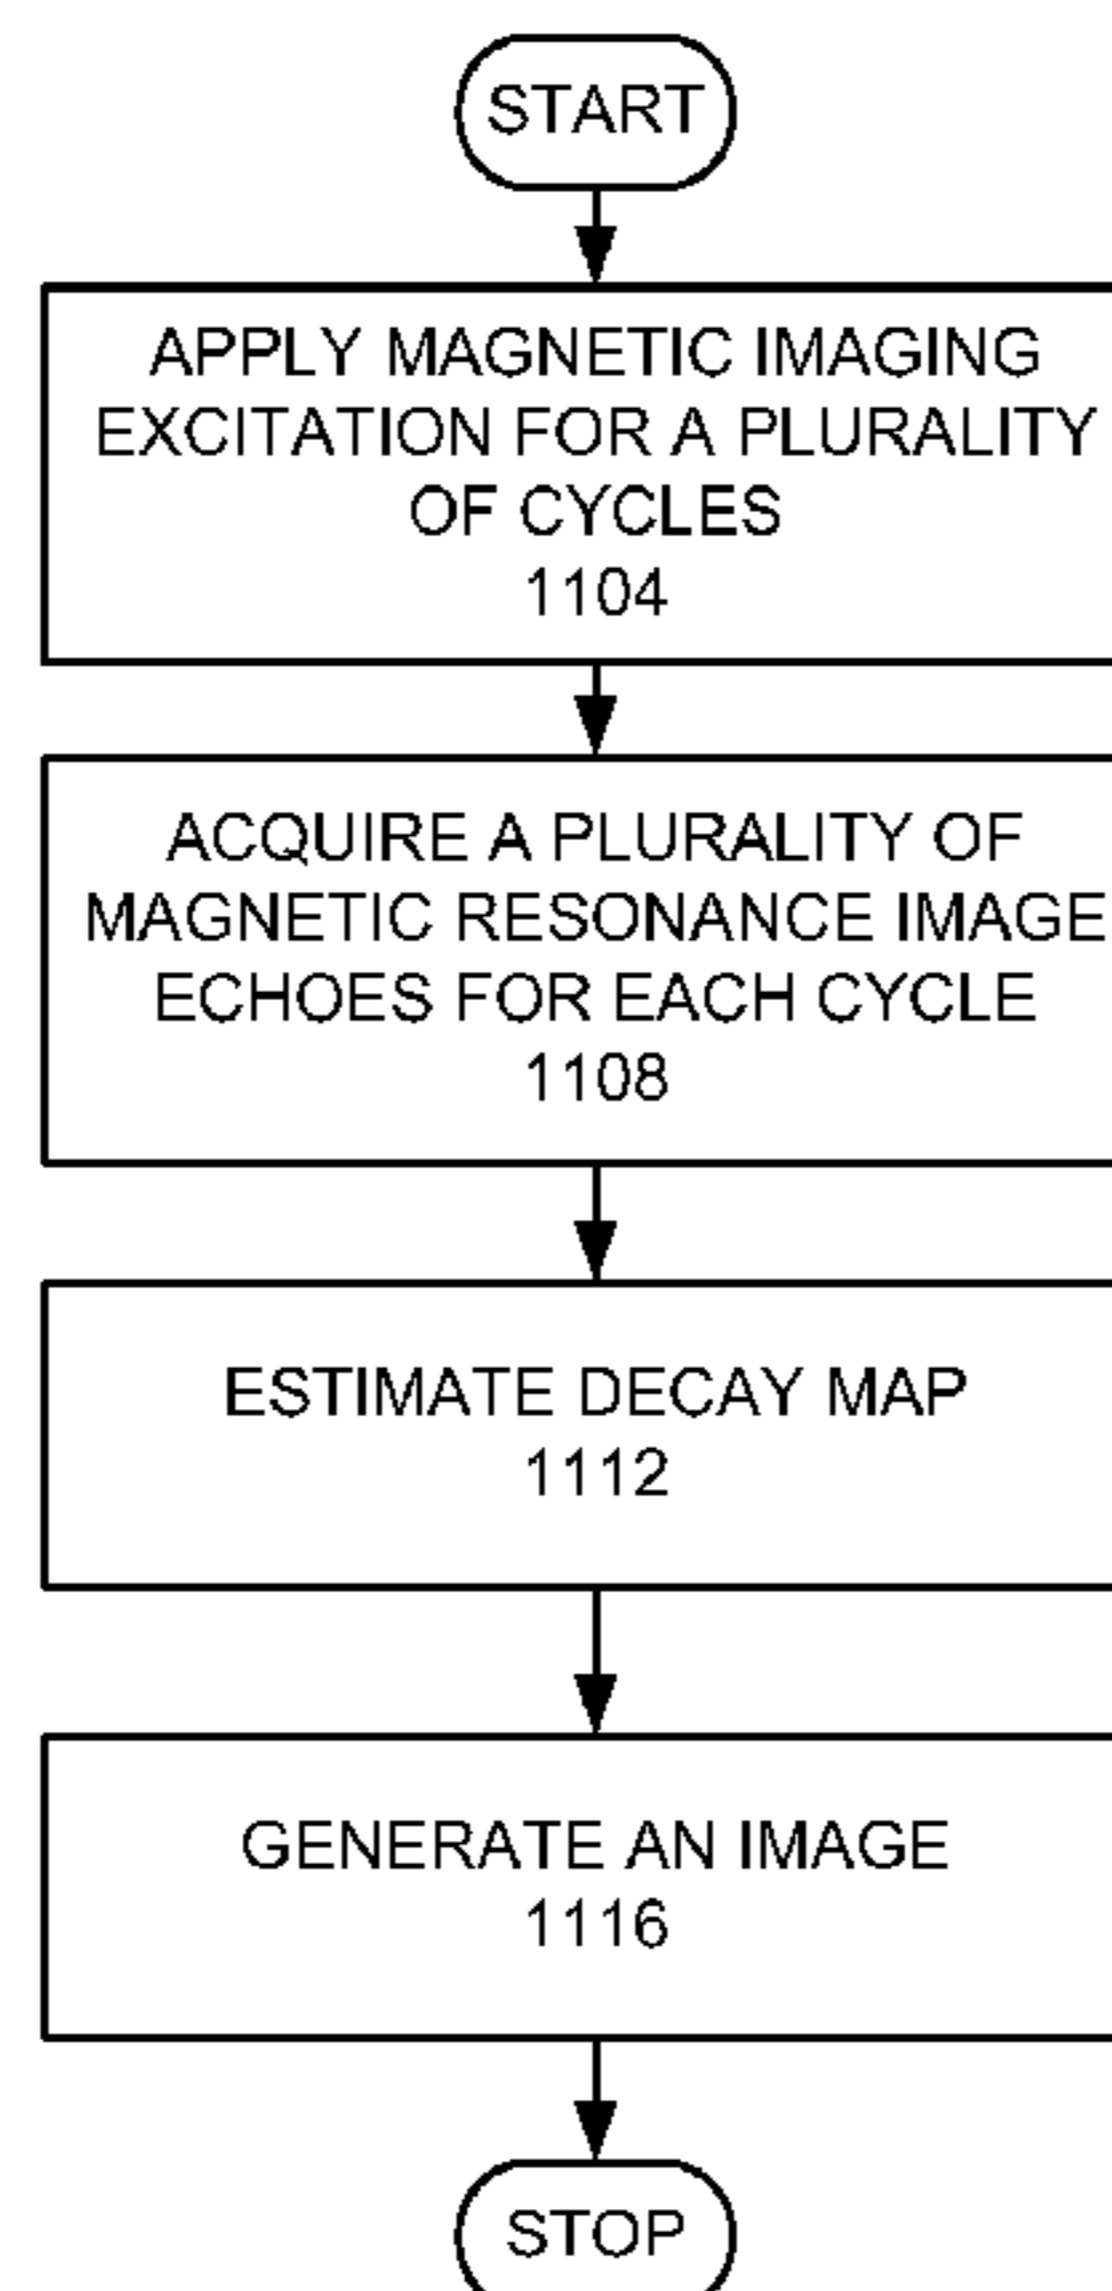 START
APPLY MAGNETIC IMAGING
EXCITATION FOR A PLURALITY
OF CYCLES
1104
ACQUIRE A PLURALITY OF
MAGNETIC RESONANCE IMAGE
ECHOES FOR EACH CYCLE
1108
ESTIMATE DECAY MAP
1112
GENERATE AN IMAGE
1116
STOP